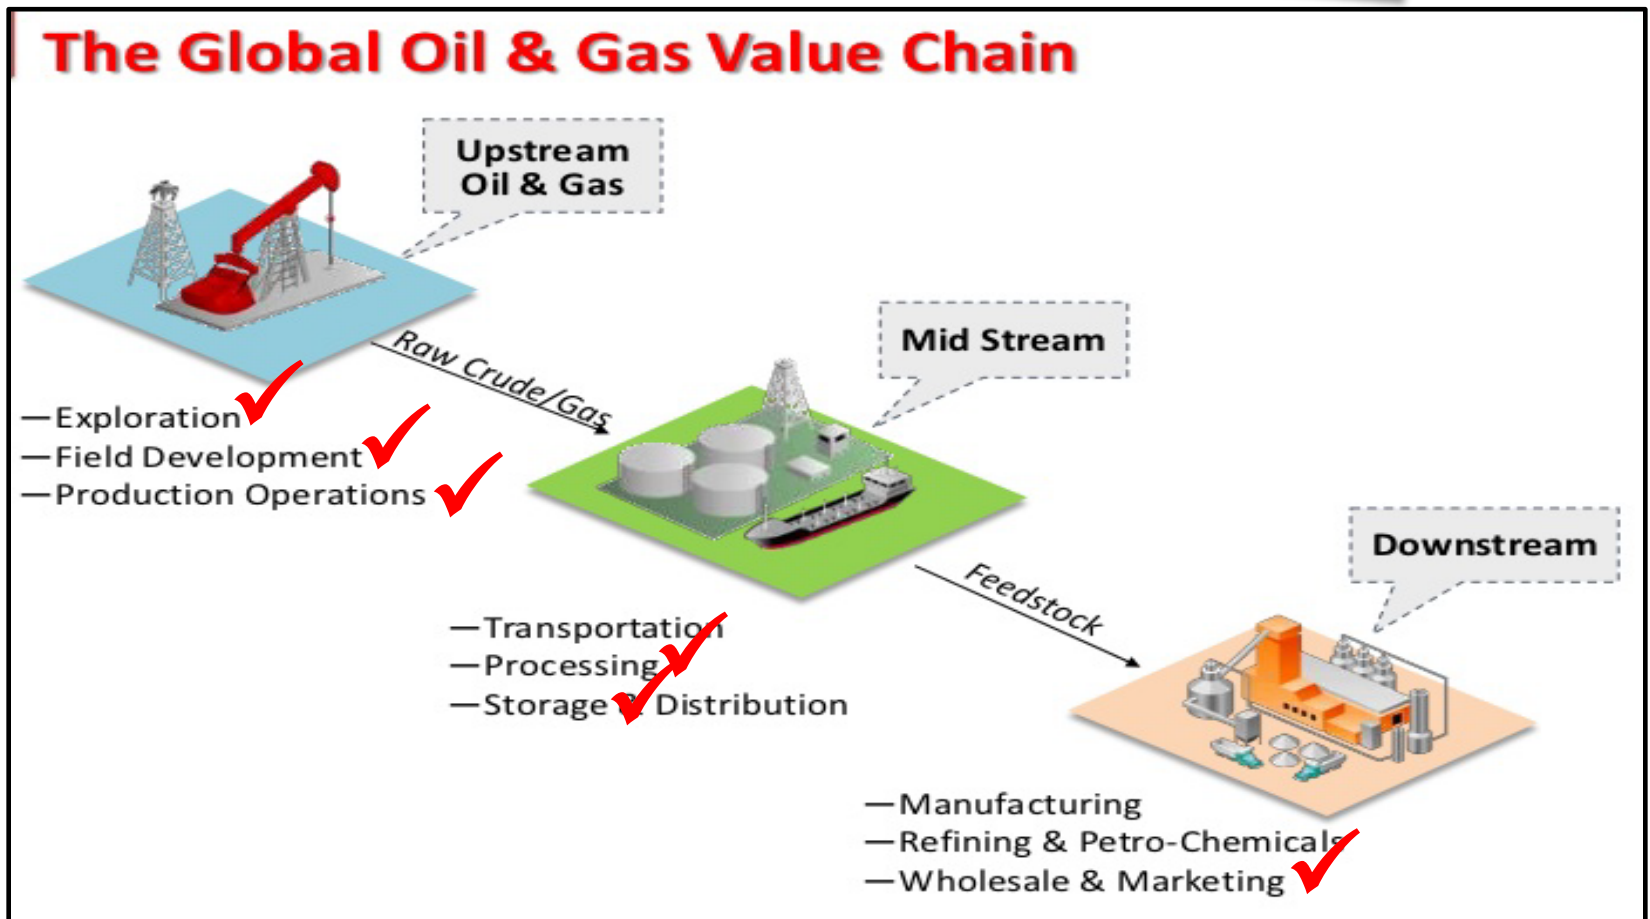 The Global Oil & Gas Value Chain
Upstream
Oil & Gas
Raw Crude/Gas
—Exploration
—Field Development
—Production Operations
Mid Stream
Feedstock
—Transportation
—Processing
—Storage & Distribution
Downstream
—Manufacturing
—Refining & Petro-Chemicals
—Wholesale & Marketing